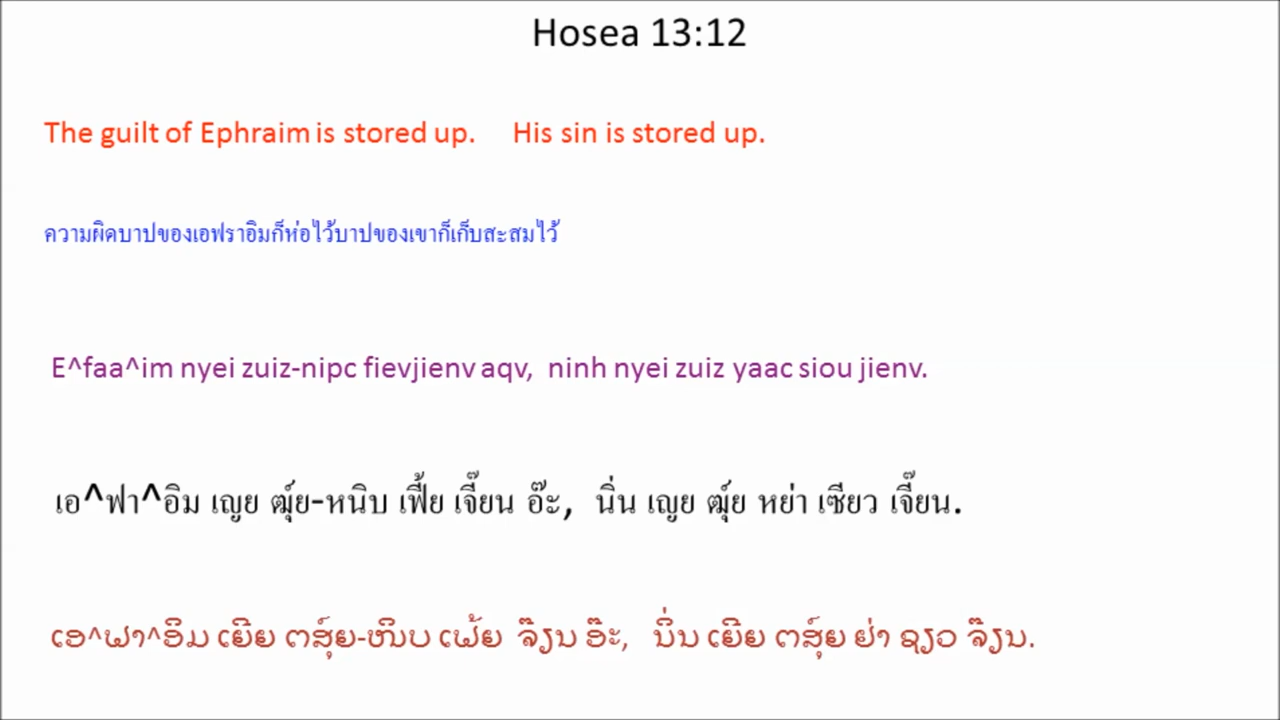 Hosea 13:12
The guilt of Ephraim is stored up. His sin is stored up.
ความผิดบาปของเอฟราอิมก็ห่อไว้บาปของเขาก็เก็บสะสมไว้
E^faa^im nyei zuiz-nipc fievjienv aqv, ninh nyei zuiz yaac siou jienv.
เอ^ฟา^อิม เญย ฒุ์ย-หนิบ เฟี้ย เจี๊ยน อ๊ะ, นิ่น เญย ฒุ์ย หย่า เซียว เจี๊ยน.
ເອ^ຟາ^ອິມ ເຍີຍ ຕສຸ໌ຍ-ໜິບ ເຟ້ຍ ຈ໊ຽນ ອ໊ະ, ນິ່ນ ເຍີຍ ຕສຸ໌ຍ ຢ່າ ຊຽວ ຈ໊ຽນ.